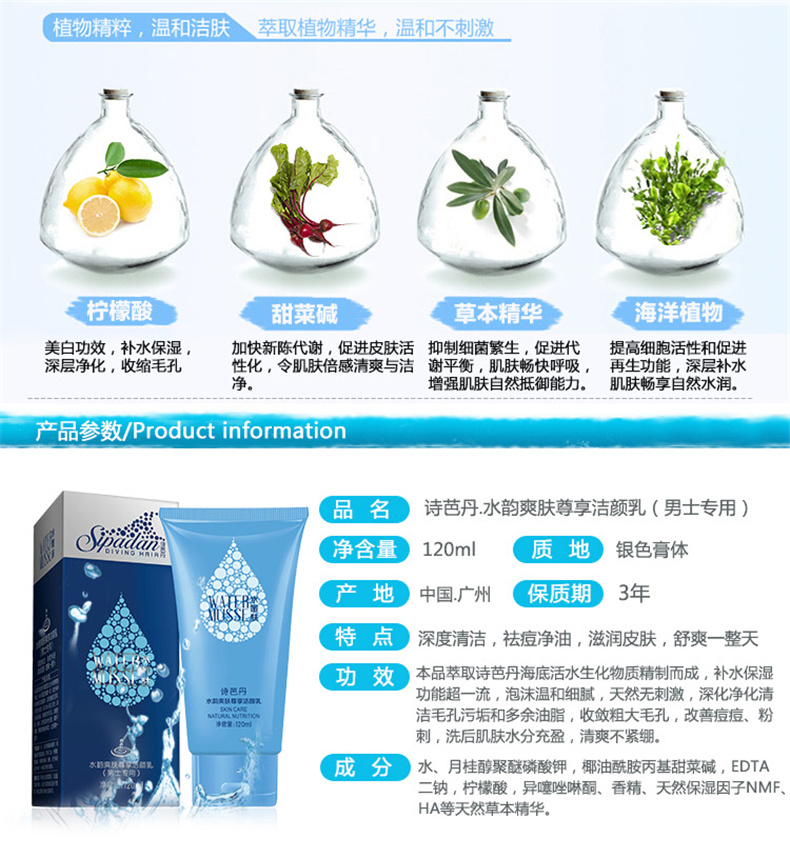 植物精粹，温和洁肤 萃取植物精华，温和不刺激
柠檬酸
美白功效，补水保湿，
深层净化，收缩毛孔
甜菜碱
加快新陈代谢，促进皮肤活
性化，令肌肤倍感清爽与洁
净。
草本精华
抑制细菌繁生，促进代
谢平衡，肌肤畅快呼吸，
增强肌肤自然抵御能力。
海洋植物
提高细胞活性和促进
再生功能，深层补水
肌肤畅享自然水润。
产品参数/Product information
Sipadan
DIVING HAIR
WATER
MOUSSE
水韵爽肤尊享洁颜乳
（男士专用）
WATER
MOUSSE
诗芭丹
水韵爽肤尊享洁颜乳
SKIN CARE
NATURAL NUTRITION
净含量:120ml
品 名 诗芭丹.水韵爽肤尊享洁颜乳（男士专用）
净含量 120ml 质 地 银色膏体
产 地 中国.广州 保质期 3年
特 点 深度清洁，祛痘净油，滋润皮肤，舒爽一整天
功 效 本品萃取诗芭丹海底活水生化物质精制而成，补水保湿
功能超一流，泡沫温和细腻，天然无刺激，深化净化清
洁毛孔污垢和多余油脂，收敛粗大毛孔，改善痘痘、粉
刺，洗后肌肤水分充盈，清爽不紧绷。
成 分 水、月桂醇聚醚磷酸钾，椰油酰胺丙基甜菜碱，EDTA
二钠，柠檬酸，异噻唑啉酮、香精、天然保湿因子NMF、
HA等天然草本精华。